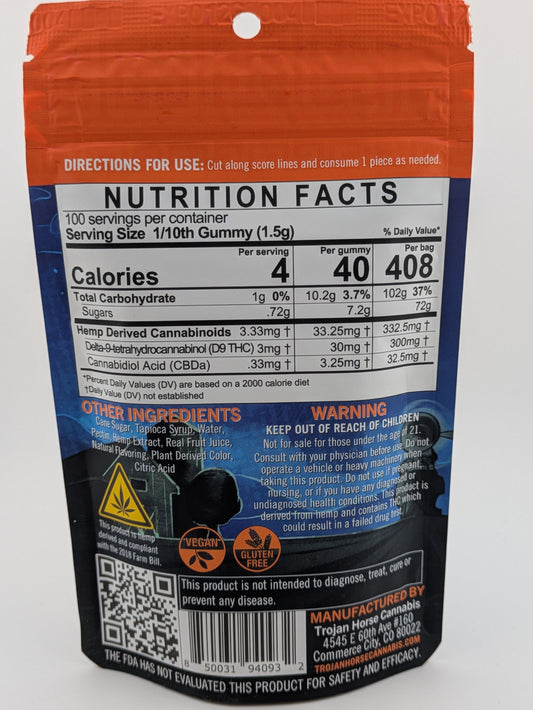 DIRECTIONS FOR USE: Cut along score lines and consume 1 piece as needed.
NUTRITION FACTS
100 servings per container
Serving Size 1/10th Gummy (1.5g)
% Daily Value*
Per serving Per gummy Per bag
Calories 4 40 408
Total Carbohydrate 1g 0% 10.2g 3.7% 102g 37%
Sugars .72g 7.2g 72g
Hemp Derived Cannabinoids 3.33mg † 33.25mg † 332.5mg †
Delta-9-tetrahydrocannabinol (D9 THC) 3mg † 30mg † 300mg †
Cannabidiol Acid (CBDa) .33mg † 3.25mg † 32.5mg †
*Percent Daily Values (DV) are based on a 2000 calorie diet
†Daily Value (DV) not established
OTHER INGREDIENTS
Cane Sugar, Tapioca Syrup, Water,
Pectin, Hemp Extract, Real Fruit Juice,
Natural Flavoring, Plant Derived Color,
Citric Acid
WARNING
KEEP OUT OF REACH OF CHILDREN
Not for sale for those under the age of 21.
Consult with your physician before use. Do not
operate a vehicle or heavy machinery when
taking this product. Do not use if pregnant,
nursing, or if you have any diagnosed or
undiagnosed health conditions. This product is
derived from hemp and contains THC which
could result in a failed drug test.
This product is hemp
derived and compliant
with the 2018 Farm Bill.
"VEGAN"
GLUTEN
FREE
This product is not intended to diagnose, treat, cure or
prevent any disease.
8 50031 94093 2
MANUFACTURED BY
Trojan Horse Cannabis
4545 E 60th Ave #160
Commerce City, CO 80022
TROJANHORSECANNABIS.COM
THE FDA HAS NOT EVALUATED THIS PRODUCT FOR SAFETY AND EFFICACY.